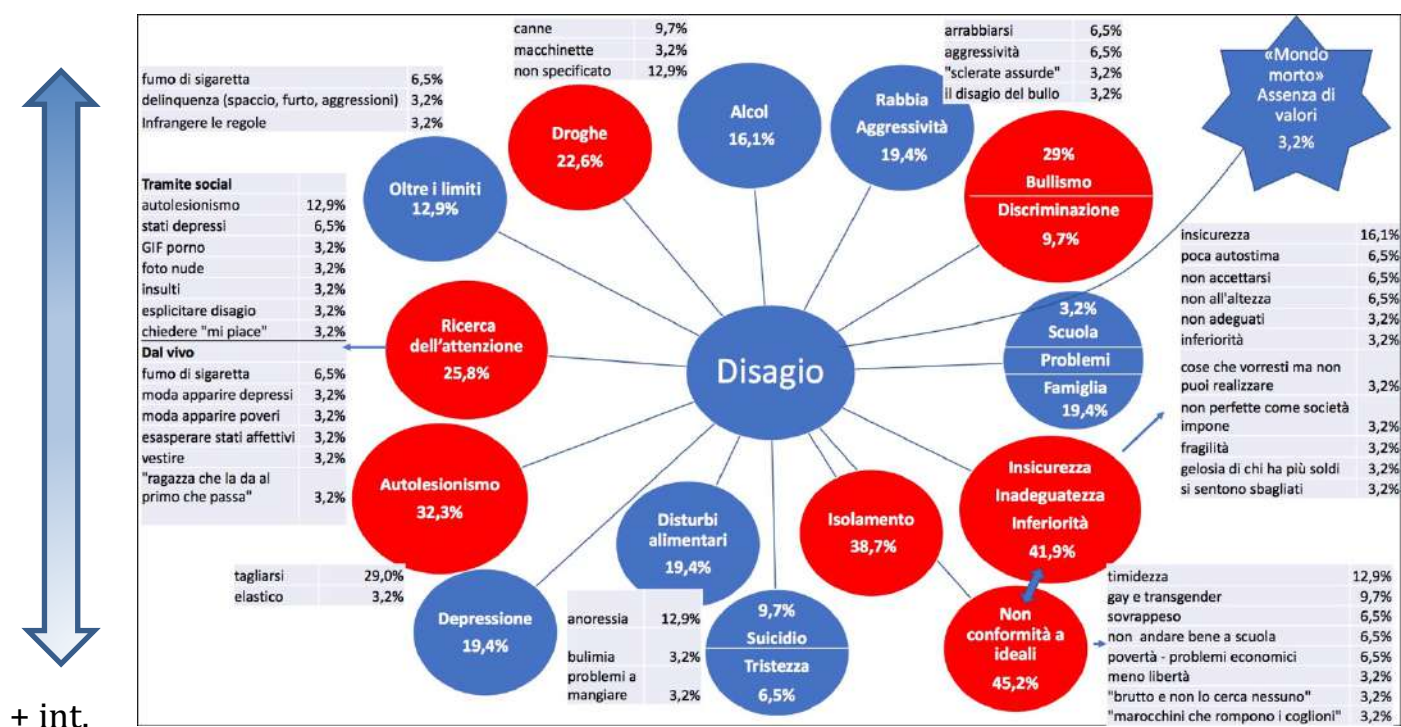 canne 9,7%
macchinette 3,2%
non specificato 12,9%
arrabbiarsi 6,5%
aggressività 6,5%
"sclerate assurde" 3,2%
il disagio del bullo 3,2%
«Mondo
morto»
Assenza di
valori
3,2%
fumo di sigaretta 6,5%
delinquenza (spaccio, furto, aggressioni) 3,2%
Infrangere le regole 3,2%
Droghe
22,6%
Alcol
16,1%
Rabbia
Aggressività
19,4%
29%
Bullismo
Discriminazione
9,7%
Oltre i limiti
12,9%
Tramite social
autolesionismo 12,9%
stati depressi 6,5%
GIF porno 3,2%
foto nude 3,2%
insulti 3,2%
esplicitare disagio 3,2%
chiedere "mi piace" 3,2%
Dal vivo
fumo di sigaretta 6,5%
moda apparire depressi 3,2%
moda apparire poveri 3,2%
esasperare stati affettivi 3,2%
vestire 3,2%
"ragazza che la da al
primo che passa" 3,2%
Ricerca
dell'attenzione
25,8%
Disagio
3,2%
Scuola
Problemi
Famiglia
19,4%
insicurezza 16,1%
poca autostima 6,5%
non accettarsi 6,5%
non all'altezza 6,5%
non adeguati 3,2%
inferiorità 3,2%
cose che vorresti ma non
puoi realizzare 3,2%
non perfette come società
impone 3,2%
fragilità 3,2%
gelosia di chi ha più soldi 3,2%
si sentono sbagliati 3,2%
Autolesionismo
32,3%
Disturbi
alimentari
19,4%
Isolamento
38,7%
Insicurezza
Inadeguatezza
Inferiorità
41,9%
tagliarsi 29,0%
elastico 3,2%
Depressione
19,4%
anoressia 12,9%
bulimia 3,2%
problemi a
mangiare 3,2%
9,7%
Suicidio
Tristezza
6,5%
Non
conformità a
ideali
45,2%
timidezza 12,9%
gay e transgender 9,7%
sovrappeso 6,5%
non andare bene a scuola 6,5%
povertà - problemi economici 6,5%
meno libertà 3,2%
"brutto e non lo cerca nessuno" 3,2%
"marocchini che rompono i coglioni" 3,2%
+ int.